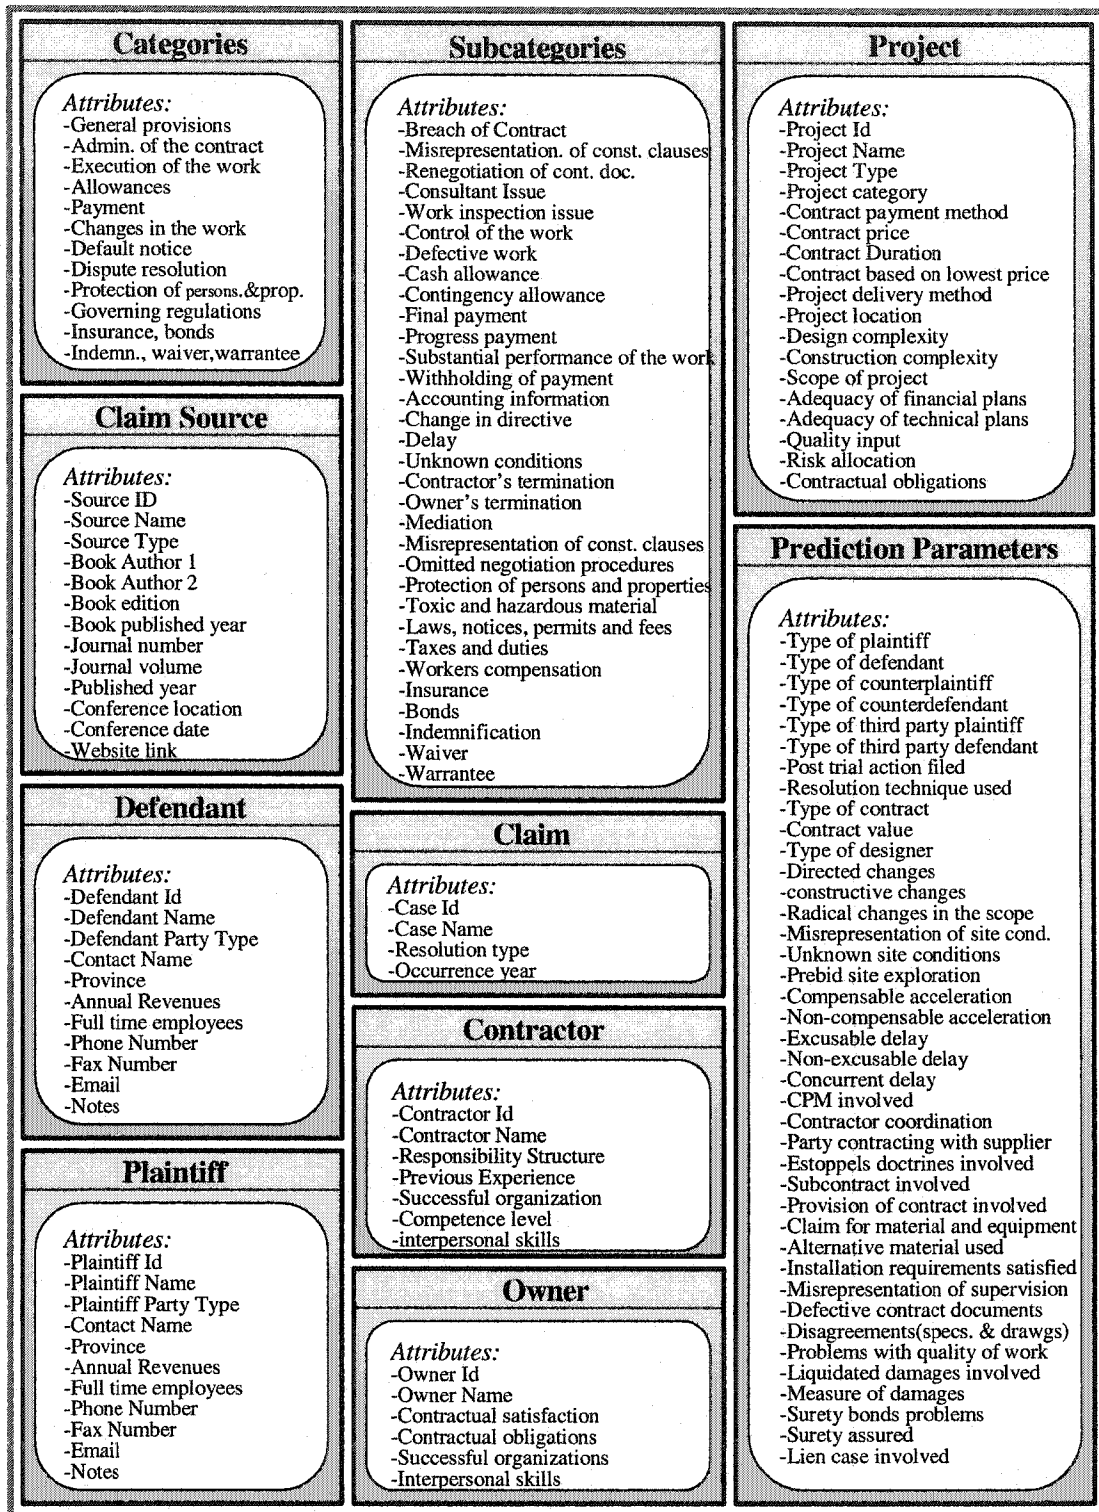 Categories
Attributes:
-General provisions
-Admin. of the contract
-Execution of the work
-Allowances
-Payment
-Changes in the work
-Default notice
-Dispute resolution
-Protection of persons.&prop.
-Governing regulations
-Insurance, bonds
-Indemn., waiver,warrantee
Claim Source
Attributes:
-Source ID
-Source Name
-Source Type
-Book Author 1
-Book Author 2
-Book edition
-Book published year
-Journal number
-Journal volume
-Published year
-Conference location
-Conference date
-Website link
Defendant
Attributes:
-Defendant Id
-Defendant Name
-Defendant Party Type
-Contact Name
-Province
-Annual Revenues
-Full time employees
-Phone Number
-Fax Number
-Email
-Notes
Plaintiff
Attributes:
-Plaintiff Id
-Plaintiff Name
-Plaintiff Party Type
-Contact Name
-Province
-Annual Revenues
-Full time employees
-Phone Number
-Fax Number
-Email
-Notes
Subcategories
Attributes:
-Breach of Contract
-Misrepresentation. of const. clauses
-Renegotiation of cont. doc.
-Consultant Issue
-Work inspection issue
-Control of the work
-Defective work
-Cash allowance
-Contingency allowance
-Final payment
-Progress payment
-Substantial performance of the work
-Withholding of payment
-Accounting information
-Change in directive
-Delay
-Unknown conditions
-Contractor's termination
-Owner's termination
-Mediation
-Misrepresentation of const. clauses
-Omitted negotiation procedures
-Protection of persons and properties
-Toxic and hazardous material
-Laws, notices, permits and fees
-Taxes and duties
-Workers compensation
-Insurance
-Bonds
-Indemnification
-Waiver
-Warrantee
Claim
Attributes:
-Case Id
-Case Name
-Resolution type
-Occurrence year
Contractor
Attributes:
-Contractor Id
-Contractor Name
-Responsibility Structure
-Previous Experience
-Successful organization
-Competence level
-interpersonal skills
Owner
Attributes:
-Owner Id
-Owner Name
-Contractual satisfaction
-Contractual obligations
-Successful organizations
-Interpersonal skills
Project
Attributes:
-Project Id
-Project Name
-Project Type
-Project category
-Contract payment method
-Contract price
-Contract Duration
-Contract based on lowest price
-Project delivery method
-Project location
-Design complexity
-Construction complexity
-Scope of project
-Adequacy of financial plans
-Adequacy of technical plans
-Quality input
-Risk allocation
-Contractual obligations
Prediction Parameters
Attributes:
-Type of plaintiff
-Type of defendant
-Type of counterplaintiff
-Type of counterdefendant
-Type of third party plaintiff
-Type of third party defendant
-Post trial action filed
-Resolution technique used
-Type of contract
-Contract value
-Type of designer
-Directed changes
-constructive changes
-Radical changes in the scope
-Misrepresentation of site cond.
-Unknown site conditions
-Prebid site exploration
-Compensable acceleration
-Non-compensable acceleration
-Excusable delay
-Non-excusable delay
-Concurrent delay
-CPM involved
-Contractor coordination
-Party contracting with supplier
-Estoppels doctrines involved
-Subcontract involved
-Provision of contract involved
-Claim for material and equipment
-Alternative material used
-Installation requirements satisfied
-Misrepresentation of supervision
-Defective contract documents
-Disagreements(specs. & drawgs)
-Problems with quality of work
-Liquidated damages involved
-Measure of damages
-Surety bonds problems
-Surety assured
-Lien case involved